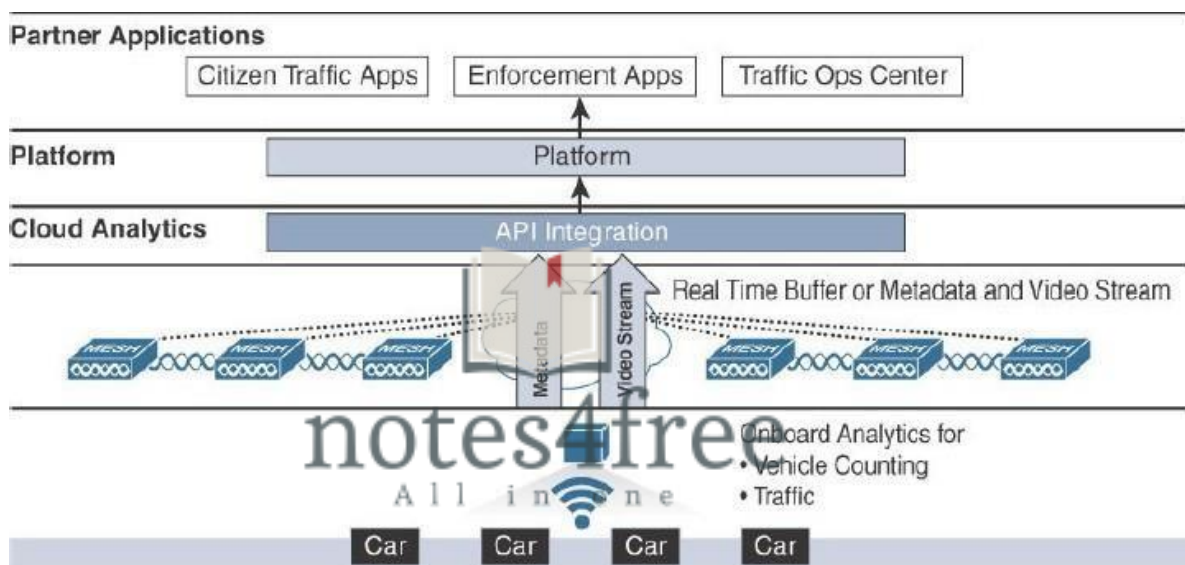 Partner Applications
Citizen Traffic Apps Enforcement Apps Traffic Ops Center
Platform Platform
Cloud Analytics API Integration
Real Time Buffer or Metadata and Video Stream
MESH MESH MESH Metadata Video Stream MESH MESH MESH
notes4free
All in one
Onboard Analytics for
• Vehicle Counting
• Traffic
Car Car Car Car